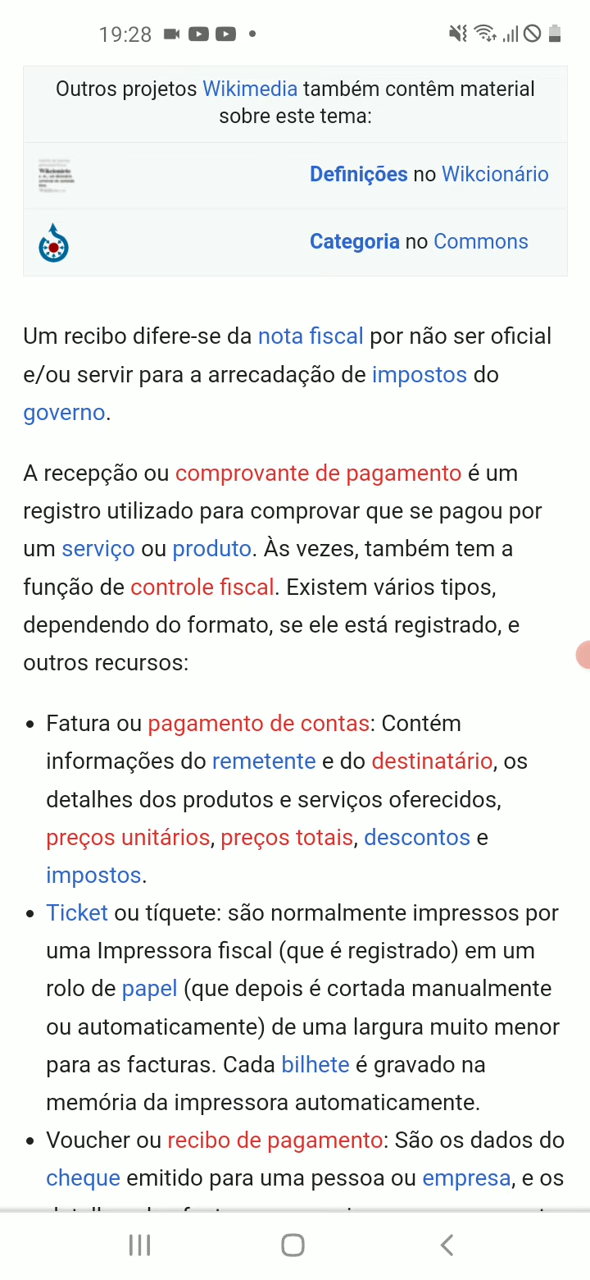 19:28
Outros projetos Wikimedia também contêm material
sobre este tema:
Definições no Wikcionário
Categoria no Commons
Um recibo difere-se da nota fiscal por não ser oficial
e/ou servir para a arrecadação de impostos do
governo.
A recepção ou comprovante de pagamento é um
registro utilizado para comprovar que se pagou por
um serviço ou produto. Às vezes, também tem a
função de controle fiscal. Existem vários tipos,
dependendo do formato, se ele está registrado, e
outros recursos:
• Fatura ou pagamento de contas: Contém
informações do remetente e do destinatário, os
detalhes dos produtos e serviços oferecidos,
preços unitários, preços totais, descontos e
impostos.
• Ticket ou tíquete: são normalmente impressos por
uma Impressora fiscal (que é registrado) em um
rolo de papel (que depois é cortada manualmente
ou automaticamente) de uma largura muito menor
para as facturas. Cada bilhete é gravado na
memória da impressora automaticamente.
• Voucher ou recibo de pagamento: São os dados do
cheque emitido para uma pessoa ou empresa, e os